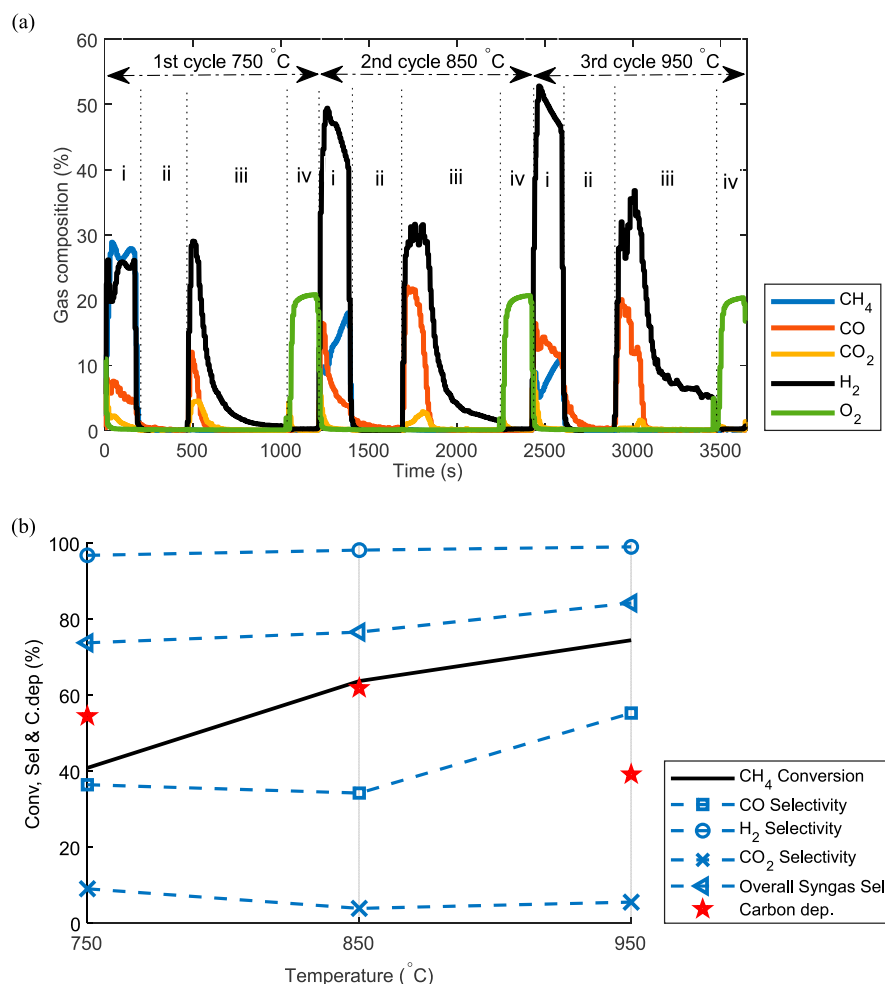 (a)
60
50
40
30
20
10
0
Gas composition (%)
1st cycle 750 °C
2nd cycle 850 °C
3rd cycle 950 °C
i
ii
iii
iv
i
ii
iii
iv
i
ii
iii
iv
0
500
1000
1500
2000
2500
3000
3500
Time (s)
CH4
CO
CO2
H2
O2
(b)
100
80
60
40
20
0
Conv, Sel & C.dep (%)
750
850
950
Temperature (°C)
CH4 Conversion
CO Selectivity
H2 Selectivity
CO2 Selectivity
Overall Syngas Sel
Carbon dep.